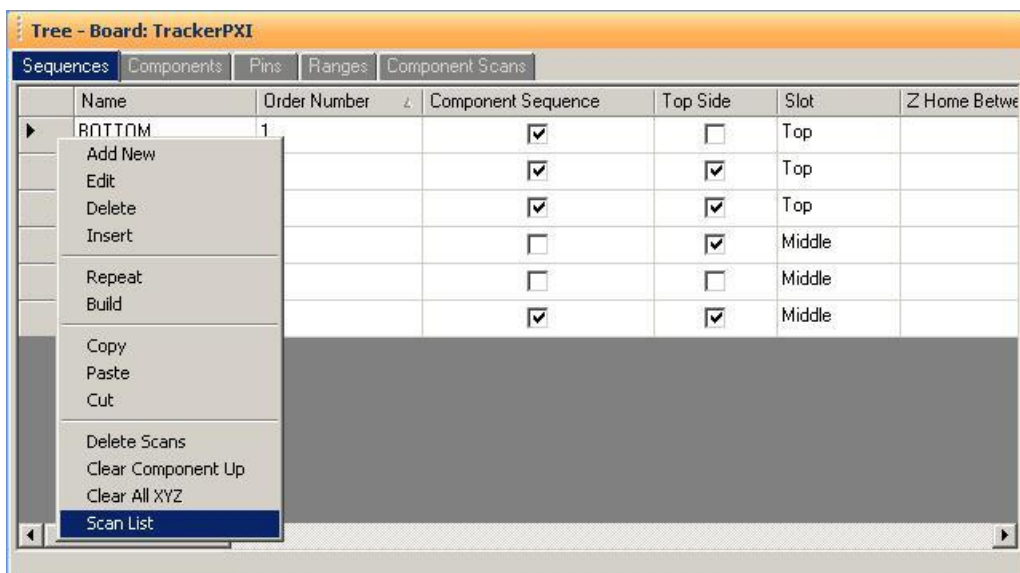 Tree - Board: TrackerPXI
Sequences Components Pins Ranges Component Scans
Name Order Number Component Sequence Top Side Slot Z Home Betwe
BOTTOM 1 Top
Add New
Top
Edit
Delete Top
Insert Middle
Repeat Middle
Build
Middle
Copy
Paste
Cut
Delete Scans
Clear Component Up
Clear All XYZ
Scan List